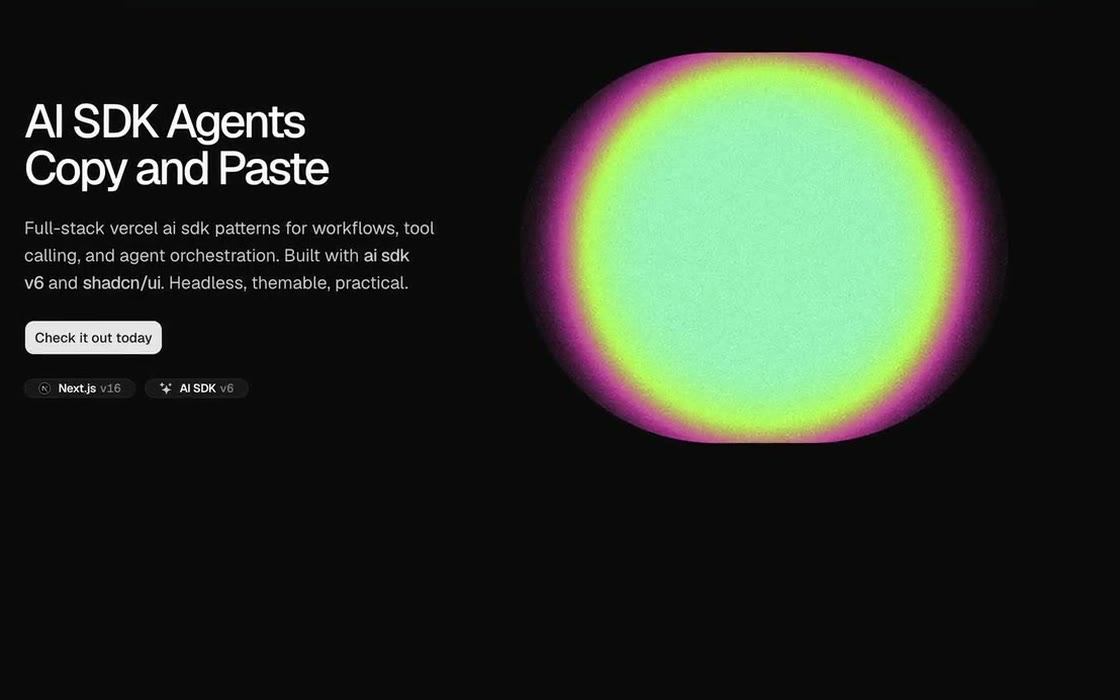 AI SDK Agents
Copy and Paste
Full-stack vercel ai sdk patterns for workflows, tool
calling, and agent orchestration. Built with ai sdk
v6 and shadcn/ui. Headless, themable, practical.
Check it out today
N Next.js v16
AI SDK v6